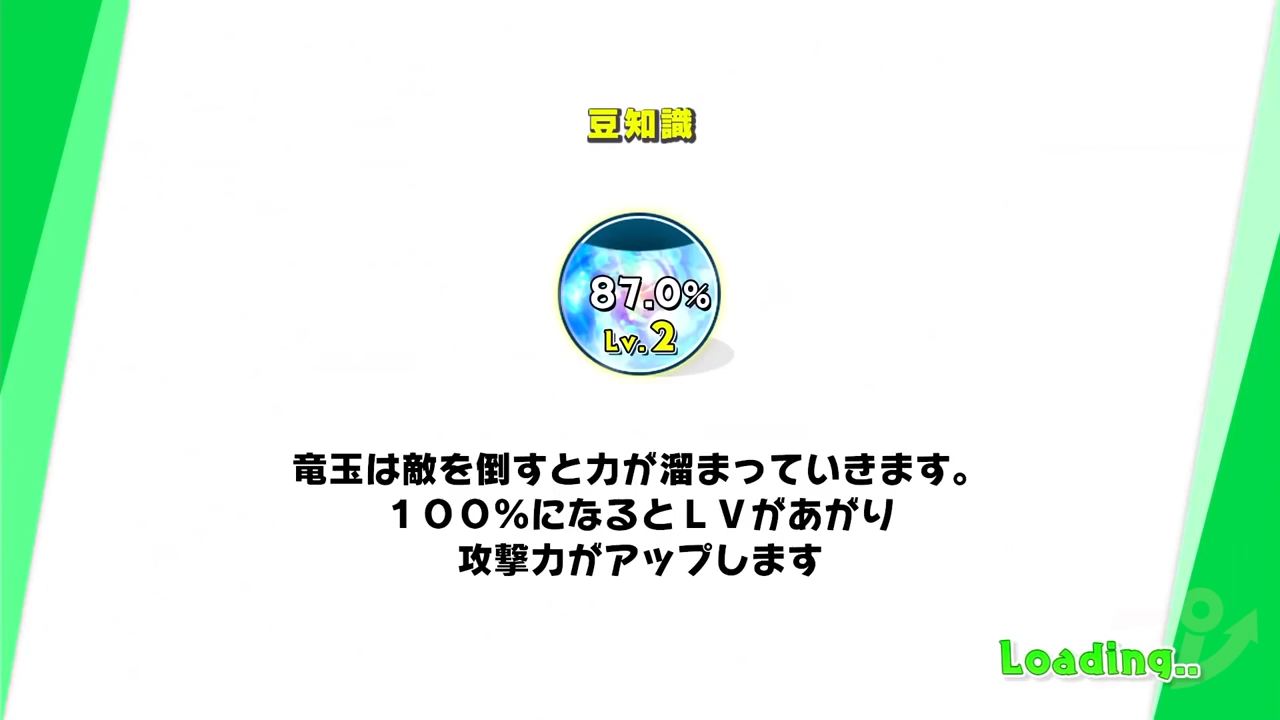 豆知識
87.0%
Lv.2
竜玉は敵を倒すと力が溜まっていきます。
１００％になるとＬＶがあがり
攻撃力がアップします
Loading..